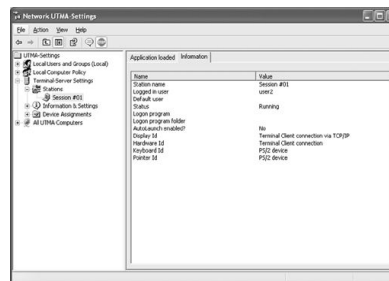 Network UTMA-Settings
File Action View Help
UTMA-Settings
Local Users and Groups (Local)
Local Computer Policy
Terminal-Server Settings
Stations
Session #01
Information & Settings
Device Assignments
All UTMA Computers
Application loaded Information
Name Value
Station name Session #01
Logged in user user2
Default user
Status Running
Logon program
Logon program folder
AutoLaunch enabled? No
Display Id Terminal Client connection via TCP/IP
Hardware Id Terminal Client connection
Keyboard Id PS/2 device
Pointer Id PS/2 device